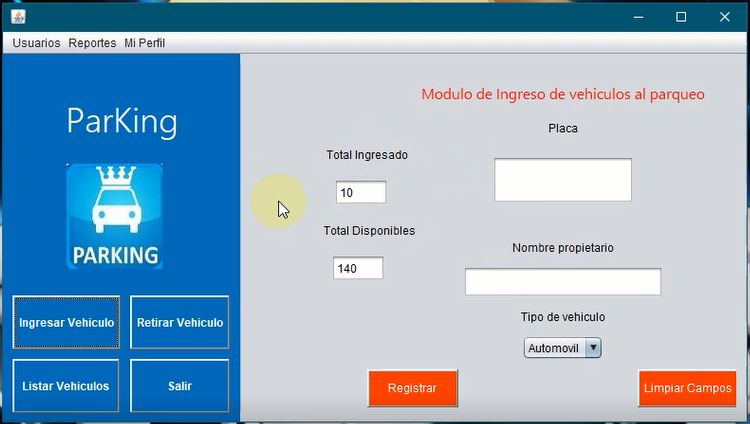 Usuarios Reportes Mi Perfil
ParKing
PARKING
Ingresar Vehiculo
Retirar Vehiculo
Listar Vehiculos
Salir
Modulo de Ingreso de vehiculos al parqueo
Total Ingresado
10
Total Disponibles
140
Placa
Nombre propietario
Tipo de vehiculo
Automovil
Registrar
Limpiar Campos